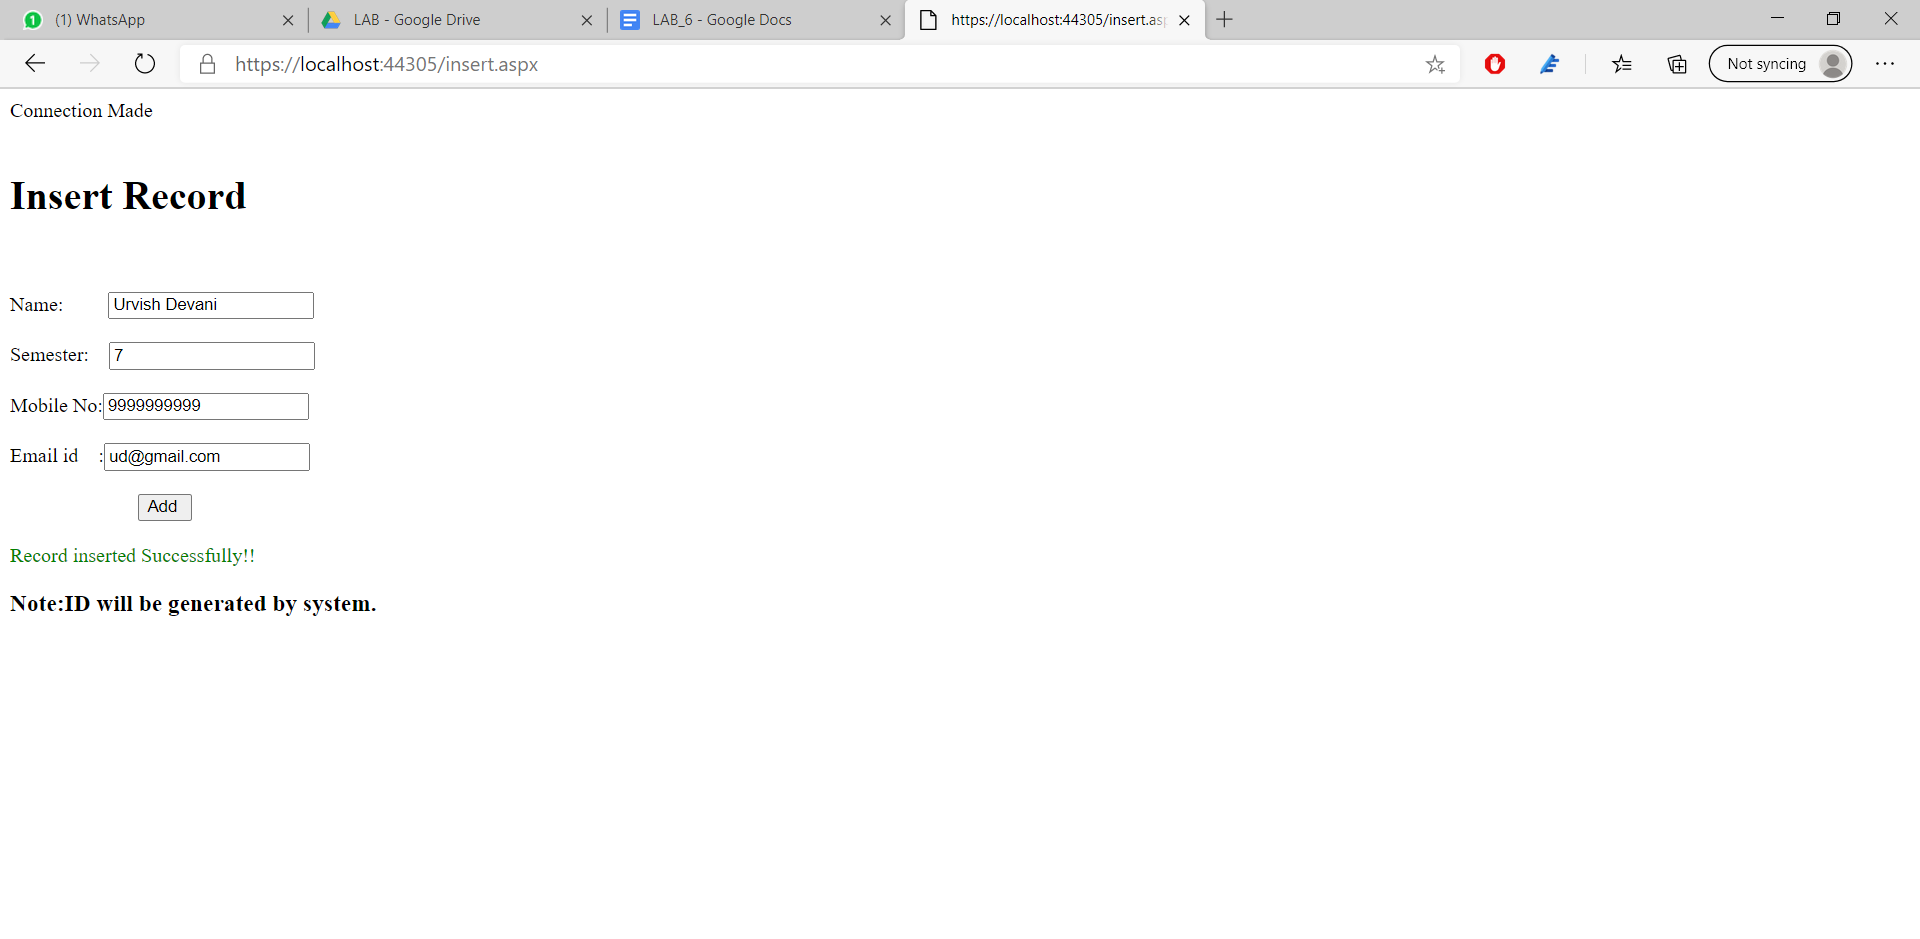 (1) WhatsApp
LAB - Google Drive
LAB_6 - Google Docs
https://localhost:44305/insert.asp
https://localhost:44305/insert.aspx
Not syncing
Connection Made
Insert Record
Name: Urvish Devani
Semester: 7
Mobile No: 9999999999
Email id : ud@gmail.com
Add
Record inserted Successfully!!
Note:ID will be generated by system.